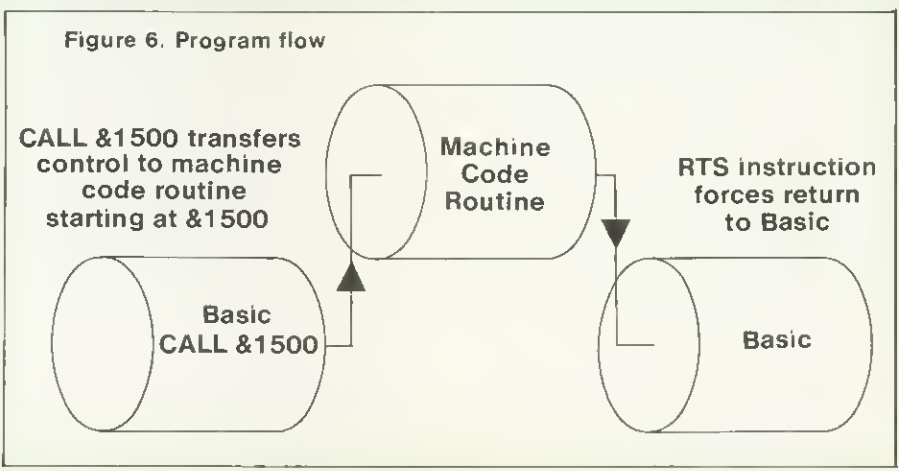 Figure 6. Program flow
CALL &1500 transfers
control to machine
code routine
starting at &1500
Machine
Code
Routine
RTS instruction
forces return
to Basic
Basic
CALL &1500
Basic